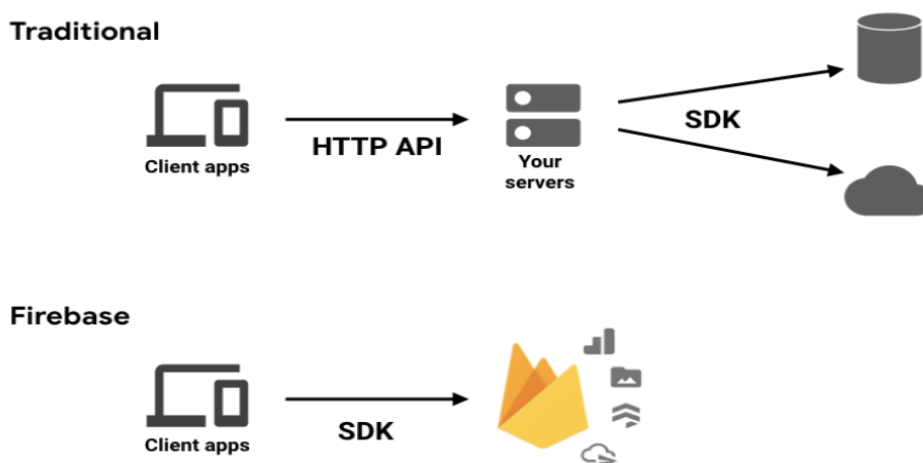 Traditional
Client apps
HTTP API
Your
servers
SDK
Firebase
Client apps
SDK